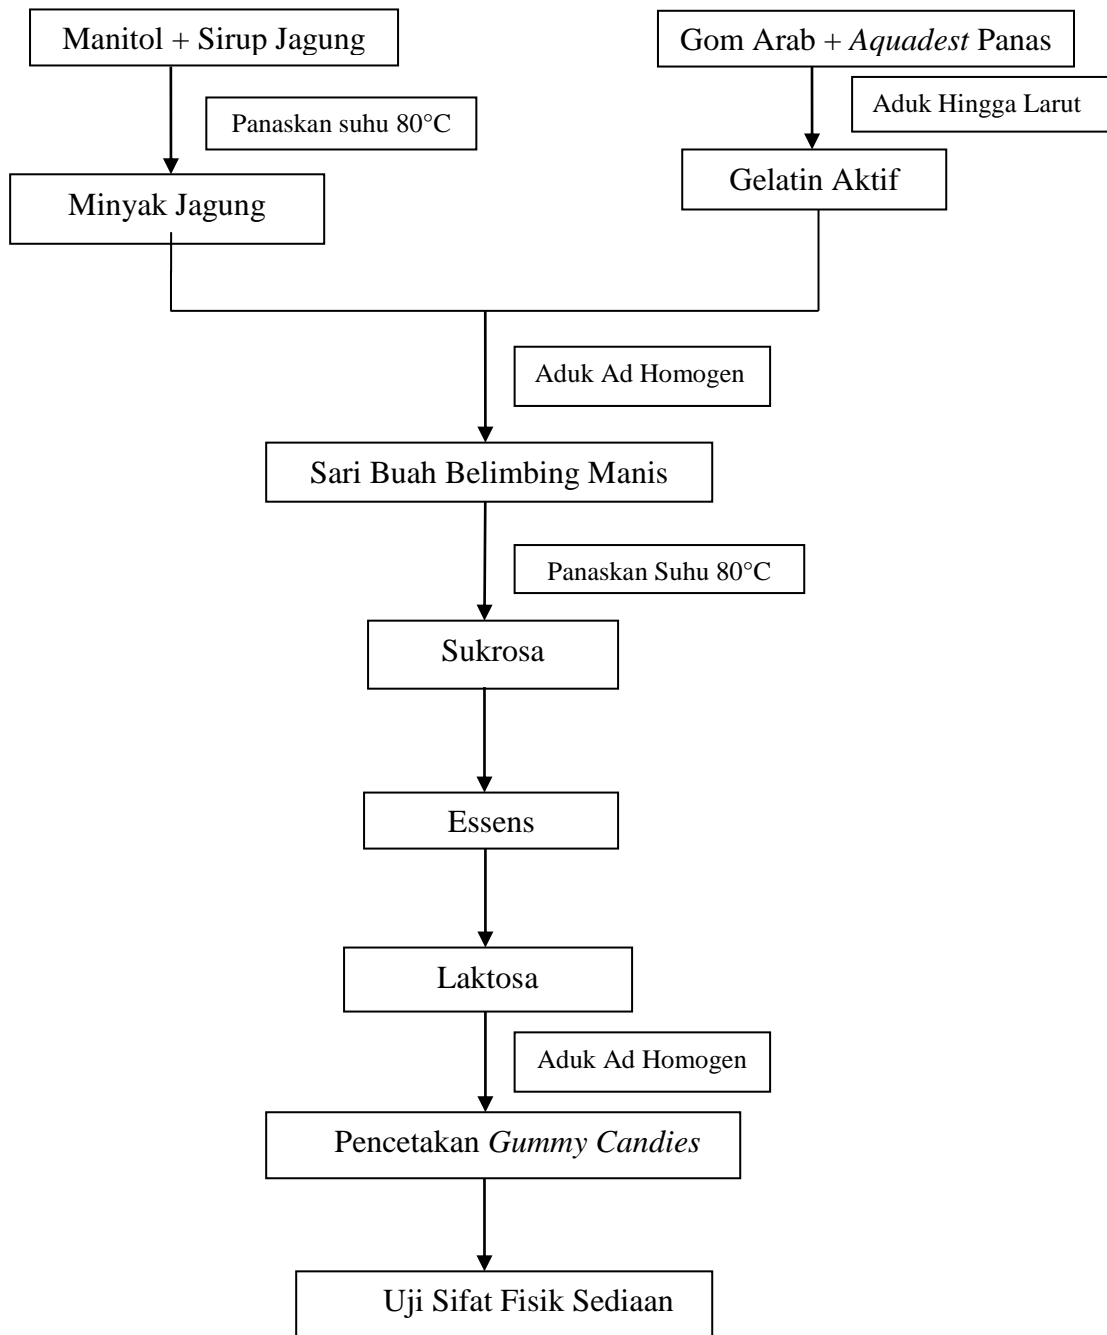 Manitol + Sirup Jagung
Gom Arab + Aquadest Panas
Panaskan suhu 80°C
Aduk Hingga Larut
Minyak Jagung
Gelatin Aktif
Aduk Ad Homogen
Sari Buah Belimbing Manis
Panaskan Suhu 80°C
Sukrosa
Essens
Laktosa
Aduk Ad Homogen
Pencetakan Gummy Candies
Uji Sifat Fisik Sediaan